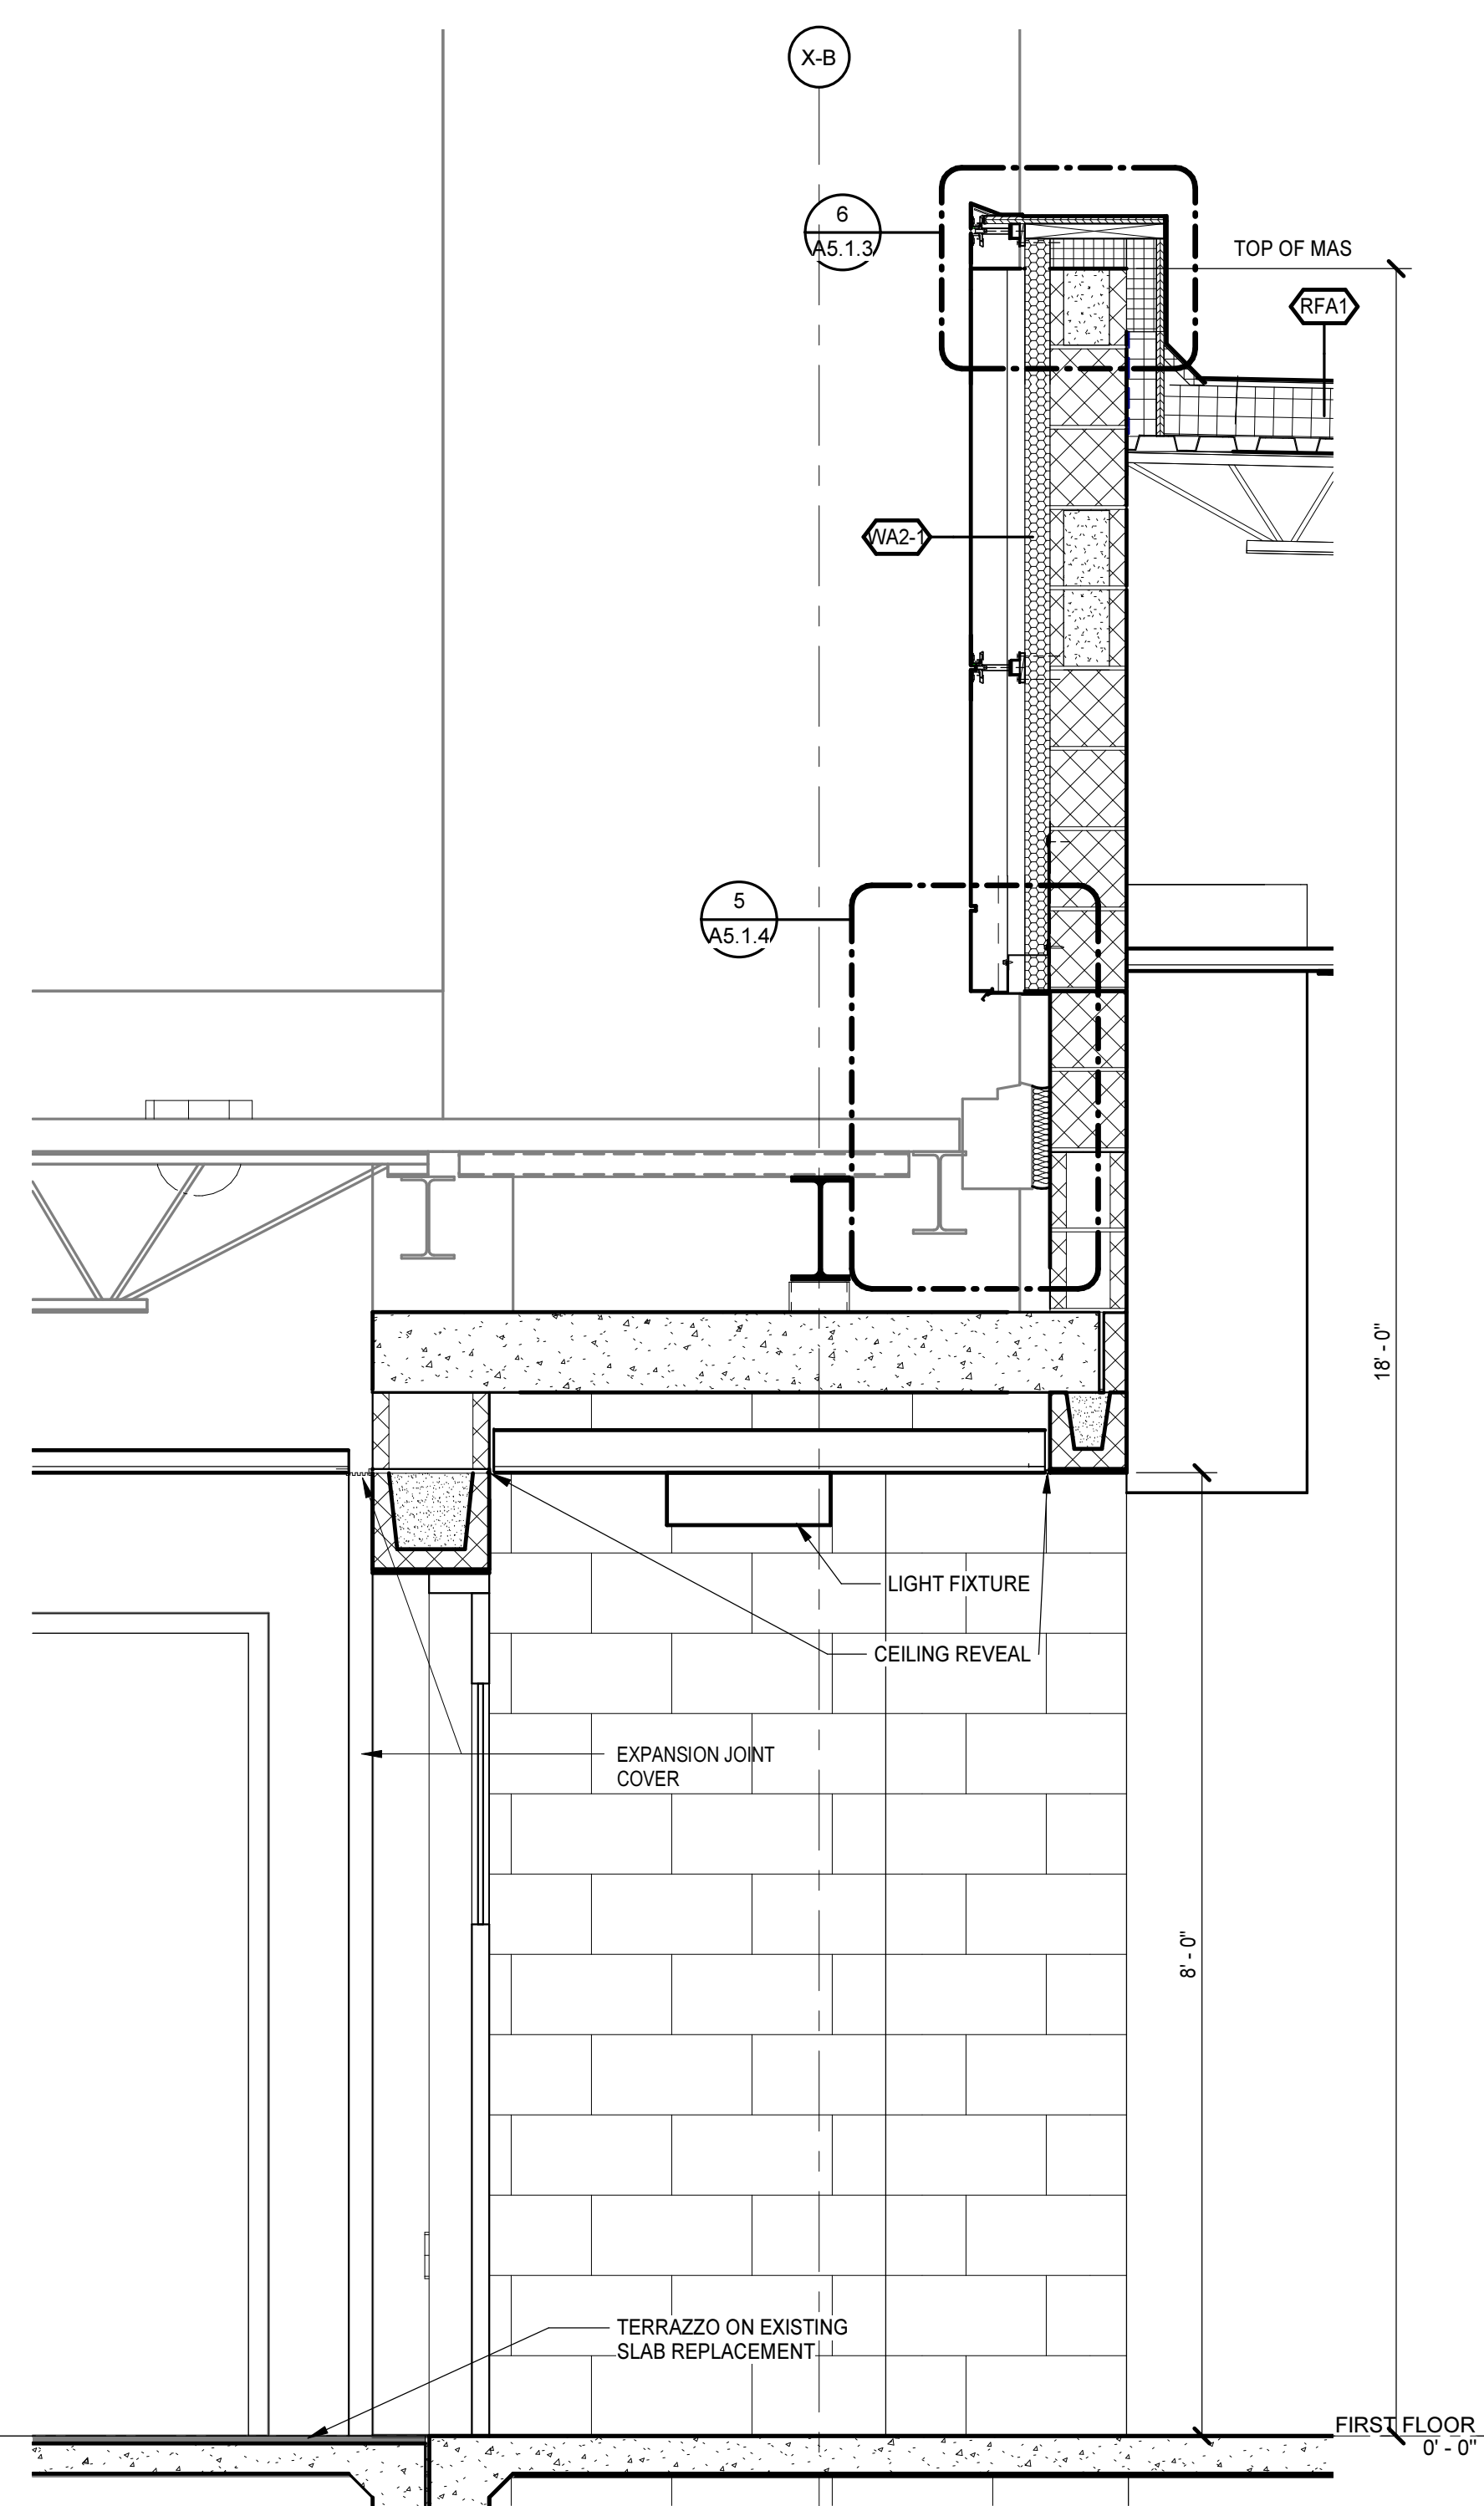 X-B
6
A5.1.3
TOP OF MAS
RFA1
WA2-1
5
A5.1.4
18' - 0"
LIGHT FIXTURE
CEILING REVEAL
EXPANSION JOINT
COVER
8' - 0"
TERRAZZO ON EXISTING
SLAB REPLACEMENT
FIRST FLOOR
0' - 0"